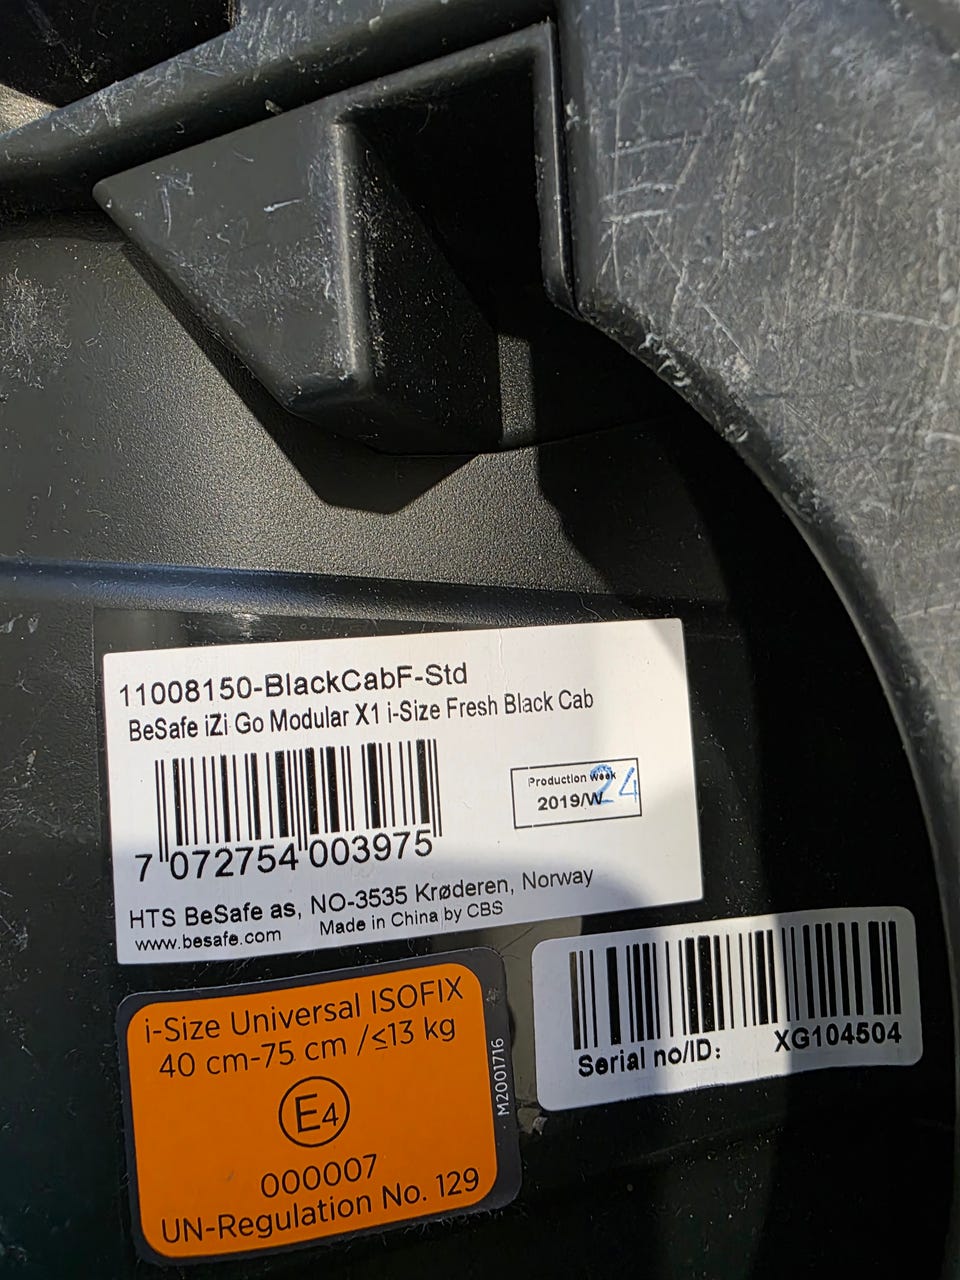 11008150-BlackCabF-Std
BeSafe iZi Go Modular X1 i-Size Fresh Black Cab
Production Week
2019/W 24
7 072754 003975
HTS BeSafe as, NO-3535 Krøderen, Norway
www.besafe.com Made in China by CBS
Serial no/ID: XG104504
i-Size Universal ISOFIX
40 cm-75 cm /≤13 kg
E4
000007
UN-Regulation No. 129
M2001716